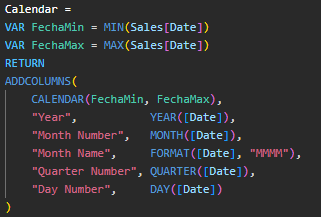 Calendar =
VAR FechaMin = MIN(Sales[Date])
VAR FechaMax = MAX(Sales[Date])
RETURN
ADDCOLUMNS(
    CALENDAR(FechaMin, FechaMax),
    "Year",           YEAR([Date]),
    "Month Number",   MONTH([Date]),
    "Month Name",     FORMAT([Date], "MMMM"),
    "Quarter Number", QUARTER([Date]),
    "Day Number",     DAY([Date])
)